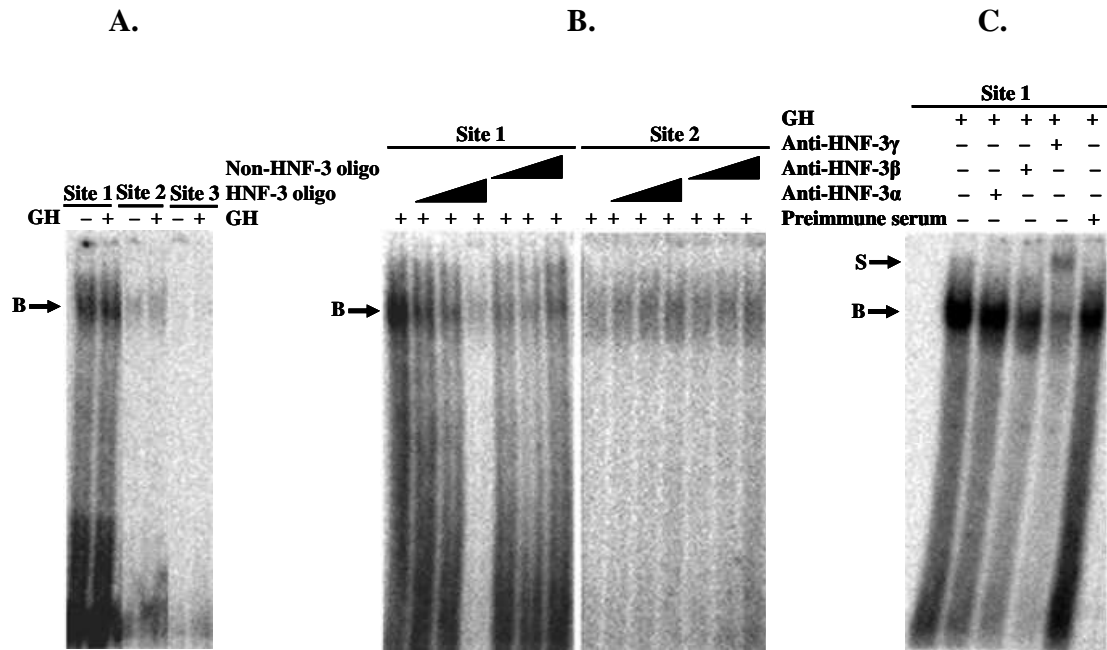 A.
Site 1 Site 2 Site 3
GH – + – + – +
B
B.
Site 1 Site 2
Non-HNF-3 oligo
HNF-3 oligo
GH + + + + + + + + + + + + + +
B
C.
Site 1
GH + + + + +
Anti-HNF-3γ – – – + –
Anti-HNF-3β – – + – –
Anti-HNF-3α – + – – –
Preimmune serum – – – – +
S
B